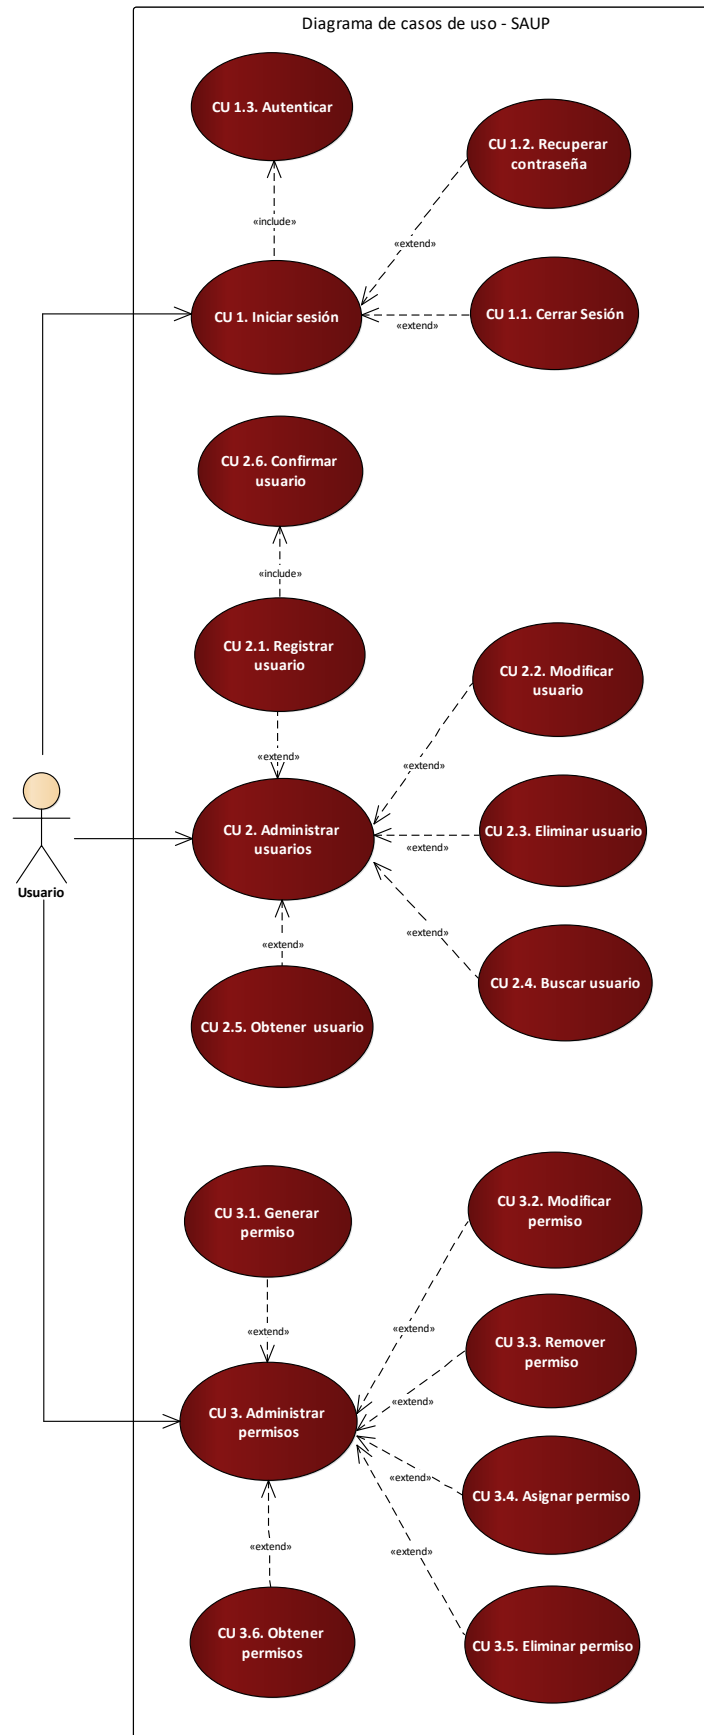 Diagrama de casos de uso - SAUP
CU 1.3. Autenticar
CU 1.2. Recuperar
contraseña
«include»
«extend»
CU 1. Iniciar sesión
CU 1.1. Cerrar Sesión
«extend»
CU 2.6. Confirmar
usuario
«include»
CU 2.1. Registrar
usuario
CU 2.2. Modificar
usuario
«extend»
«extend»
CU 2. Administrar
usuarios
CU 2.3. Eliminar usuario
«extend»
Usuario
«extend»
«extend»
CU 2.4. Buscar usuario
CU 2.5. Obtener  usuario
CU 3.1. Generar
permiso
CU 3.2. Modificar
permiso
«extend»
«extend»
CU 3.3. Remover
permiso
«extend»
CU 3. Administrar
permisos
«extend»
CU 3.4. Asignar permiso
«extend»
«extend»
CU 3.6. Obtener
permisos
CU 3.5. Eliminar permiso